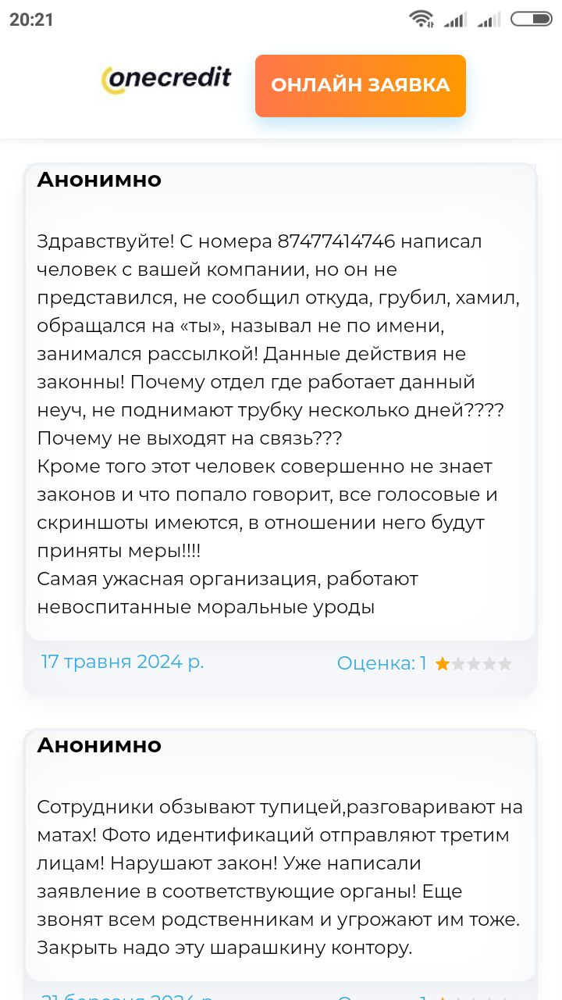 20:21
onecredit
ОНЛАЙН ЗАЯВКА
Анонимно
Здравствуйте! С номера 87477414746 написал
человек с вашей компании, но он не
представился, не сообщил откуда, грубил, хамил,
обращался на «ты», называл не по имени,
занимался рассылкой! Данные действия не
законны! Почему отдел где работает данный
неуч, не поднимают трубку несколько дней????
Почему не выходят на связь???
Кроме того этот человек совершенно не знает
законов и что попало говорит, все голосовые и
скриншоты имеются, в отношении него будут
приняты меры!!!!
Самая ужасная организация, работают
невоспитанные моральные уроды
17 травня 2024 р.
Оценка: 1
Анонимно
Сотрудники обзывают тупицей,разговаривают на
матах! Фото идентификаций отправляют третим
лицам! Нарушают закон! Уже написали
заявление в соответствующие органы! Еще
звонят всем родственникам и угрожают им тоже.
Закрыть надо эту шарашкину контору.
21 березня 2024 р.